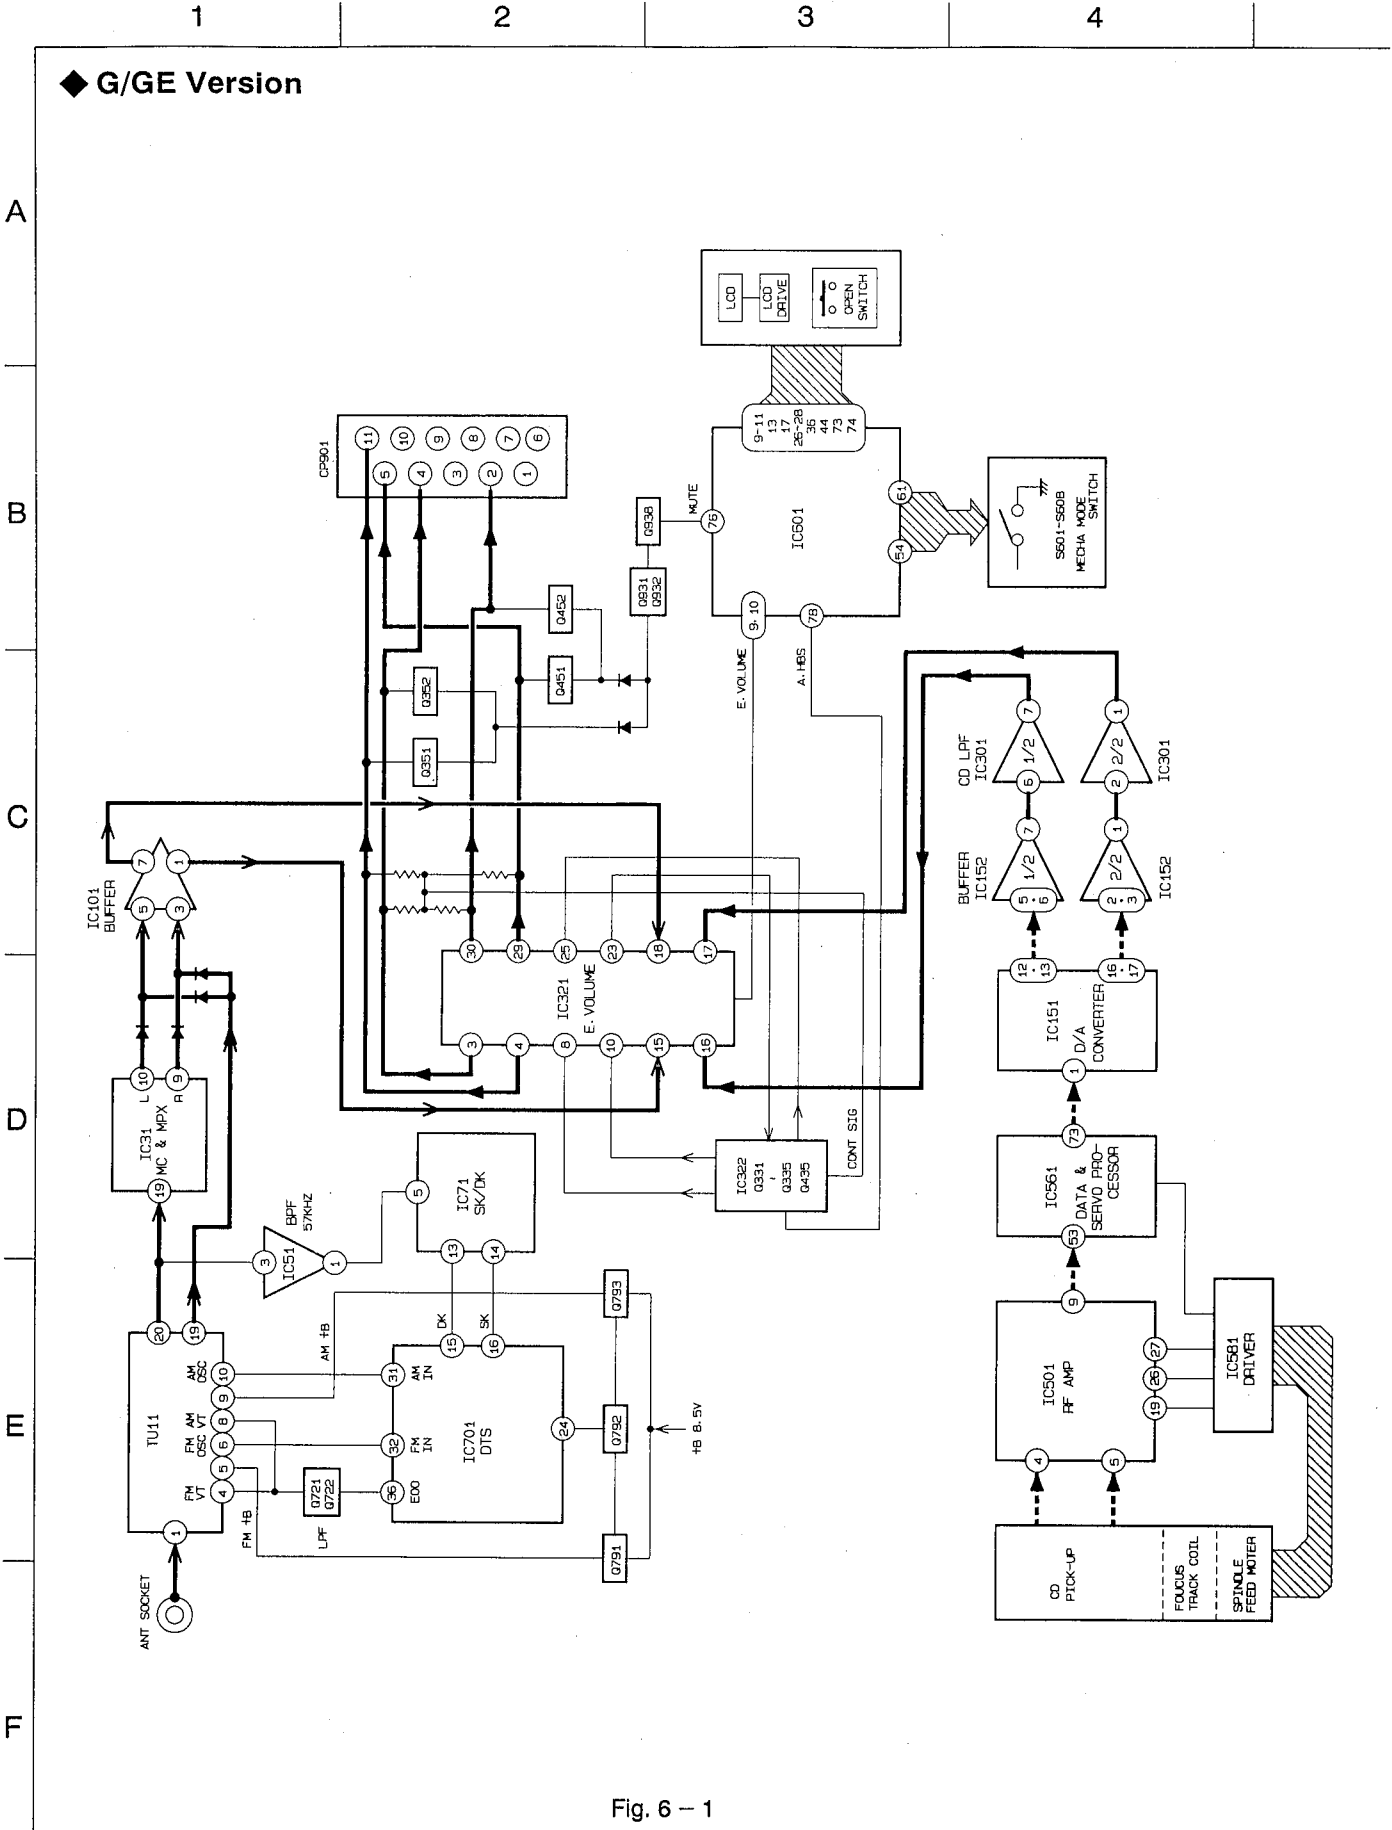 1
2
3
4
◆ G/GE Version
A
B
C
D
E
F
LCD
LCD
DRIVE
OPEN
SWITCH
9-11
13
17
26-28
36
44
73
74
CP901
11
10
9
8
7
6
5
4
3
2
1
Q938
MUTE
76
IC601
61
54
S601-S608
MECHA MODE
SWITCH
Q931
Q932
9.10
78
E.VOLUME
A.HBS
Q452
Q451
Q352
Q351
IC101
BUFFER
7
1
5
3
CD LPF
IC301
7
1/2
6
1
2/2
2
IC301
BUFFER
IC152
7
1/2
5.6
1
2/2
2.3
IC152
30
29
25
23
18
17
IC321
E.VOLUME
3
4
8
10
15
16
12.13
16.17
IC151
D/A
CONVERTER
1
10
9
L
R
IC31
MC & MPX
19
BPF
57KHZ
3
IC51
1
5
IC71
SK/DK
13
14
IC322
Q331
~
Q335
Q435
CONT SIG
73
IC561
DATA &
SERVO PRO-
CESSOR
53
20
19
TU11
AM
OSC
10
9
AM
VT
8
FM
OSC
6
5
FM
VT
4
1
AM +B
FM +B
LPF
Q721
Q722
DK
SK
15
16
31
AM
IN
32
FM
IN
36
EOO
IC701
DTS
24
Q793
Q792
Q791
+B 8.5V
9
IC501
RF AMP
27
26
19
4
5
IC581
DRIVER
CD
PICK-UP
FOUCUS
TRACK COIL
SPINDLE
FEED MOTER
ANT SOCKET
Fig. 6 – 1